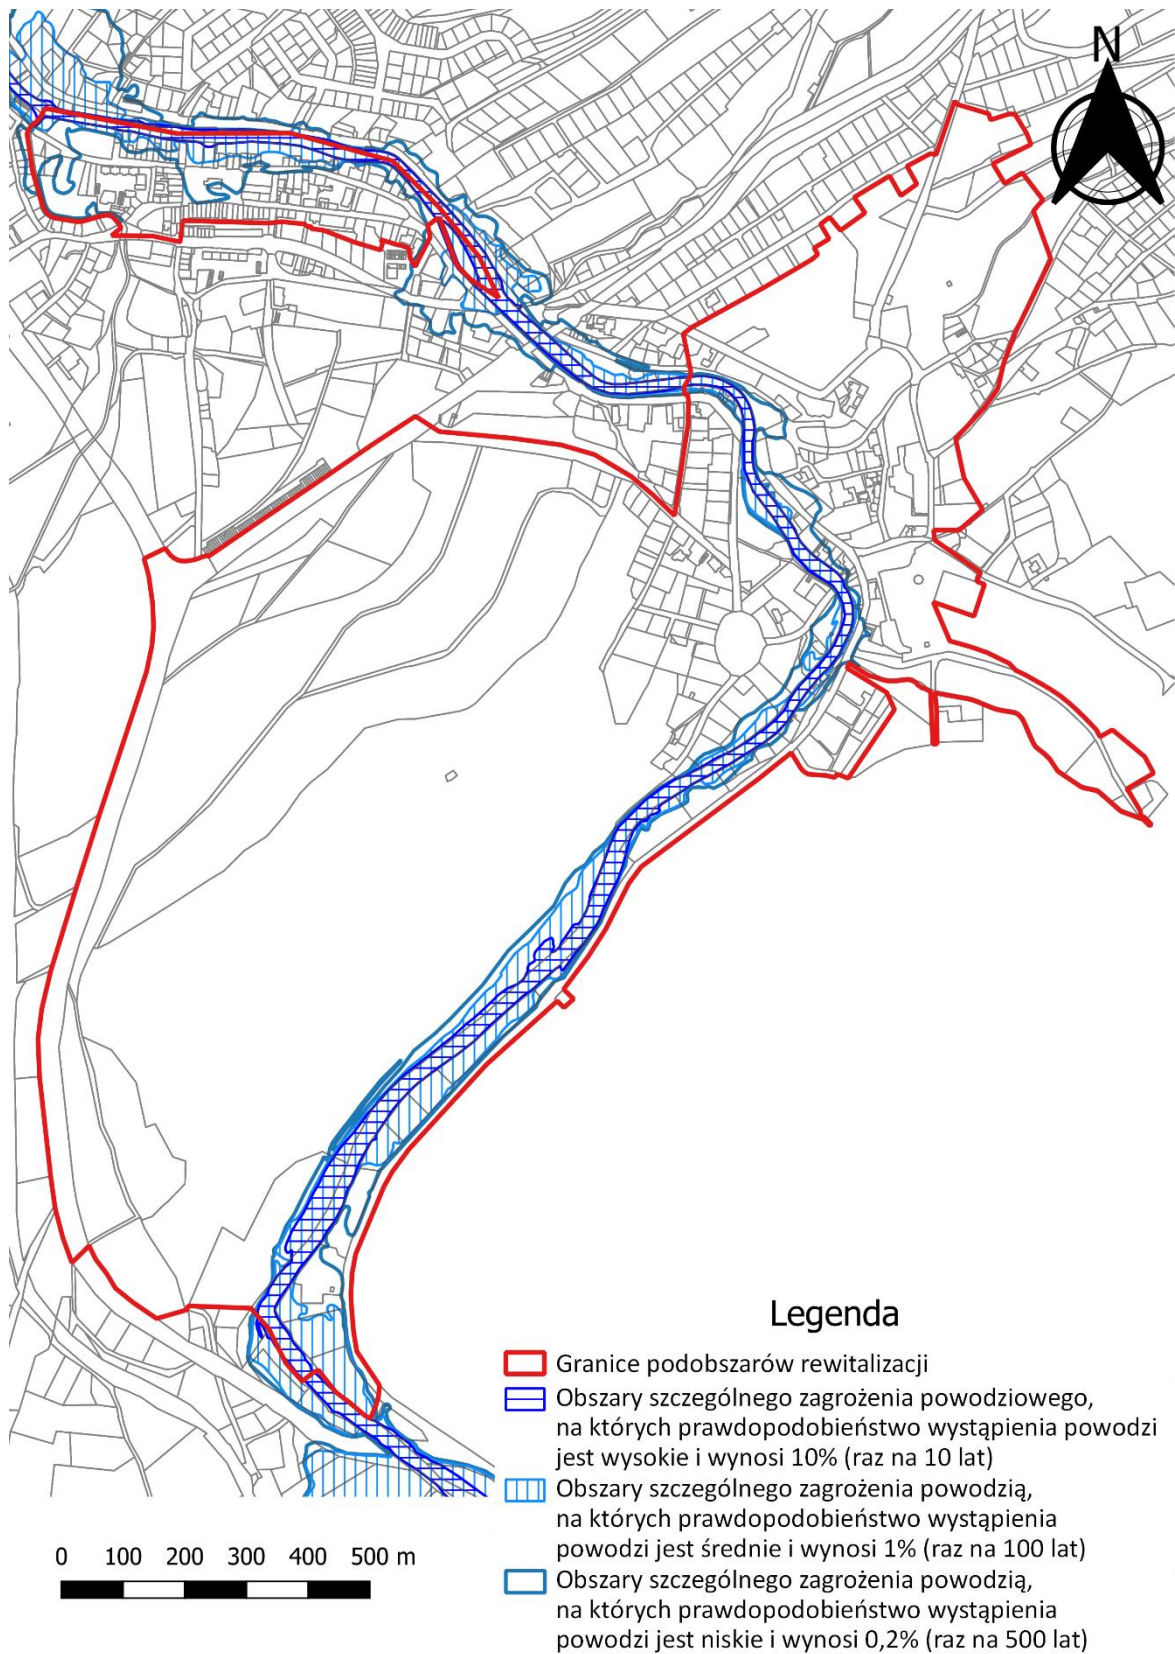 N
Legenda
Granice podobszarów rewitalizacji
Obszary szczególnego zagrożenia powodziowego,
na których prawdopodobieństwo wystąpienia powodzi
jest wysokie i wynosi 10% (raz na 10 lat)
Obszary szczególnego zagrożenia powodzią,
na których prawdopodobieństwo wystąpienia
powodzi jest średnie i wynosi 1% (raz na 100 lat)
Obszary szczególnego zagrożenia powodzią,
na których prawdopodobieństwo wystąpienia
powodzi jest niskie i wynosi 0,2% (raz na 500 lat)
0 100 200 300 400 500 m